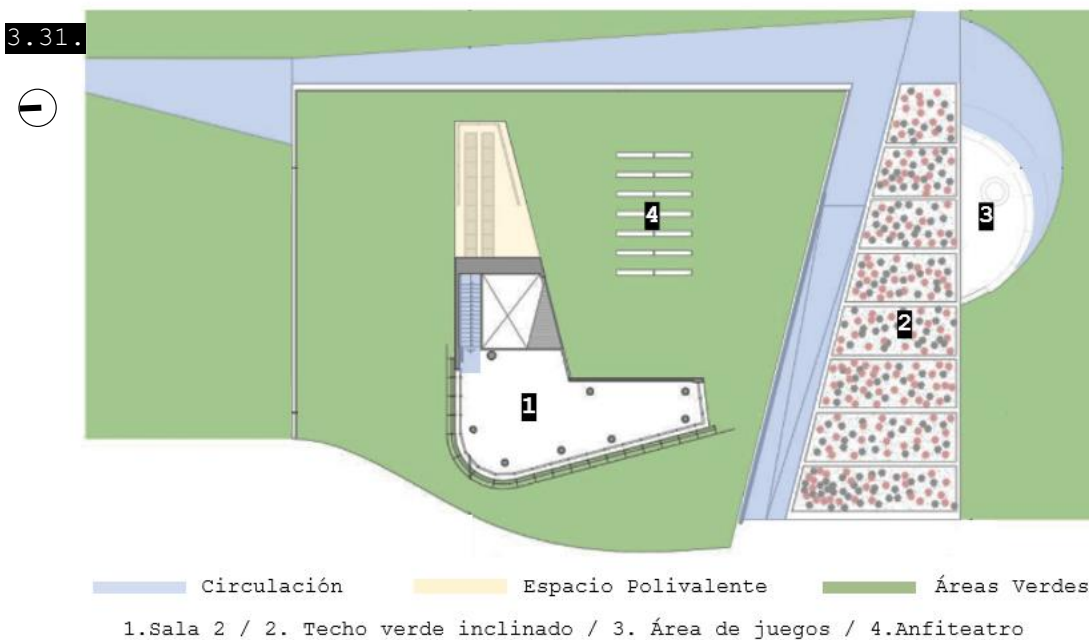 3.31.
4
3
2
1
Circulación
Espacio Polivalente
Áreas Verdes
1.Sala 2 / 2. Techo verde inclinado / 3. Área de juegos / 4.Anfiteatro